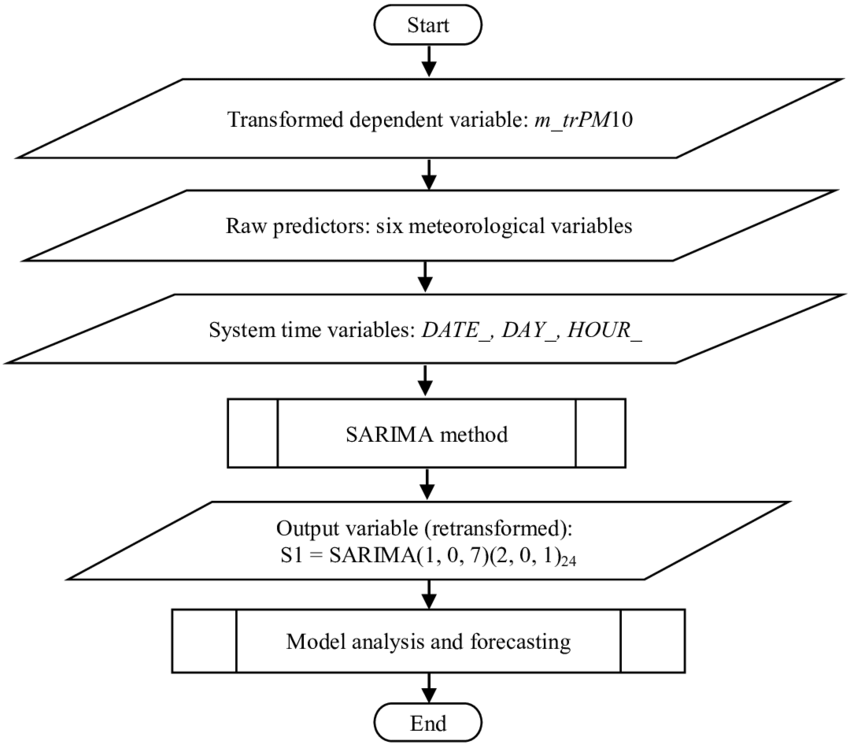 Start
Transformed dependent variable: m_trPM10
Raw predictors: six meteorological variables
System time variables: DATE_, DAY_, HOUR_
SARIMA method
Output variable (retransformed):
S1 = SARIMA(1, 0, 7)(2, 0, 1)₂₄
Model analysis and forecasting
End